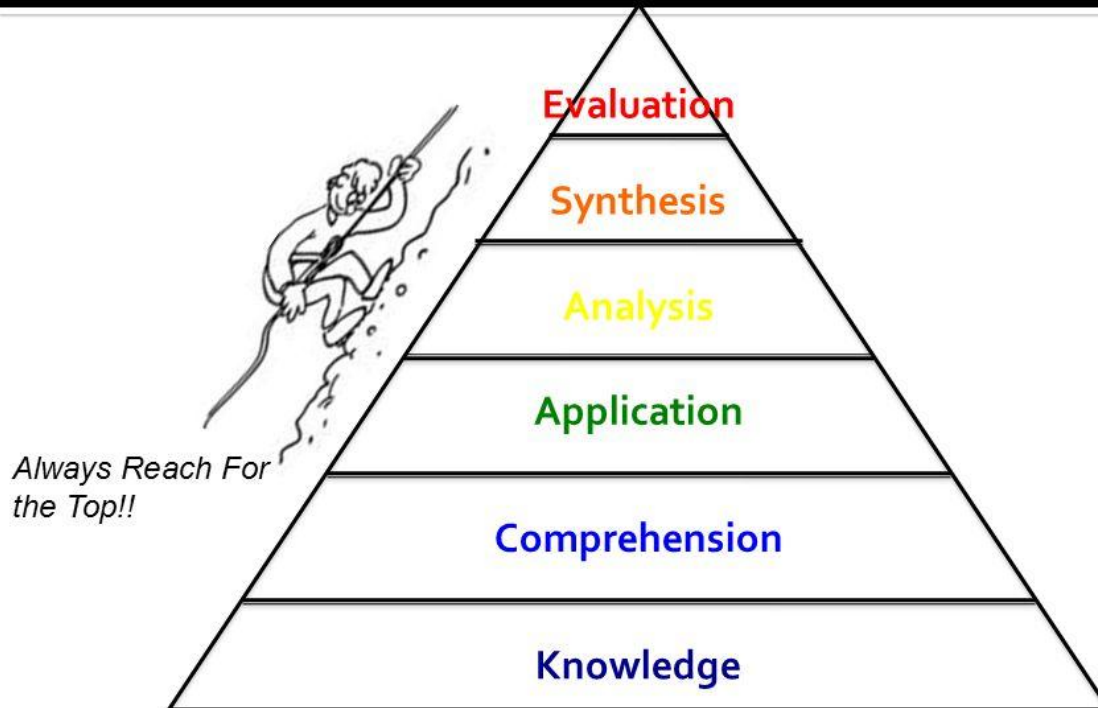 Evaluation
Synthesis
Analysis
Application
Always Reach For
the Top!!
Comprehension
Knowledge